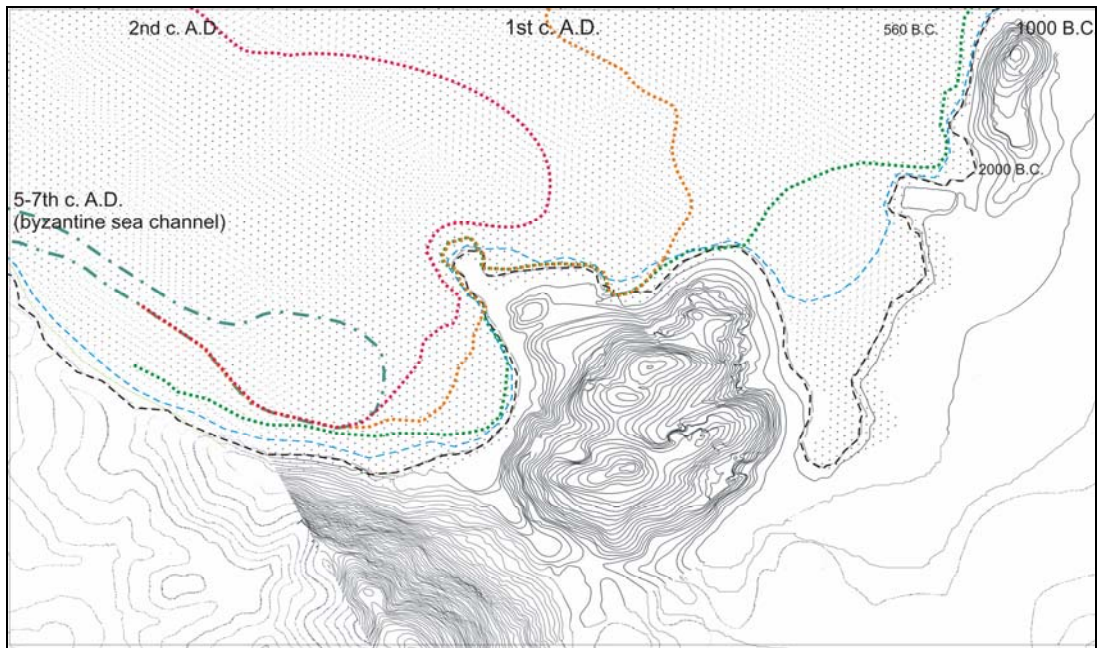 2nd c. A.D.
1st c. A.D.
560 B.C.
1000 B.C
2000 B.C.
5-7th c. A.D.
(byzantine sea channel)